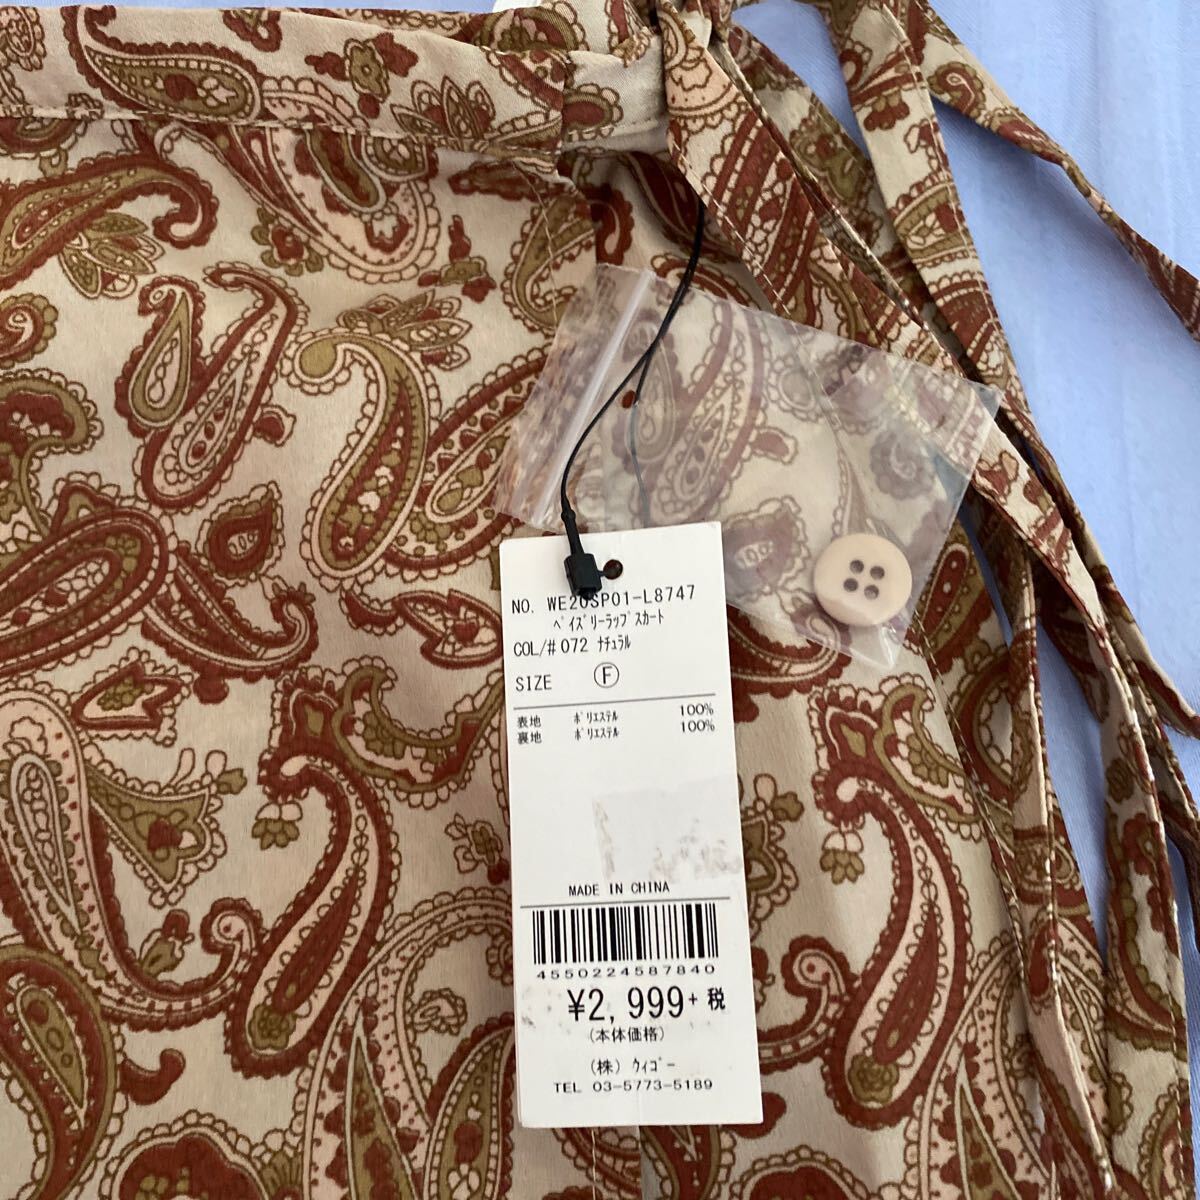 NO. WE20SP01-L8747
ﾍﾟｲｽﾞﾘｰﾗｯﾌﾟｽｶｰﾄ
COL/# 072 ﾅﾁｭﾗﾙ
SIZE Ⓕ
表地 ﾎﾟﾘｴｽﾃﾙ 100%
裏地 ﾎﾟﾘｴｽﾃﾙ 100%
MADE IN CHINA
4550224587840
¥2,999+税
(本体価格)
(株) ｳｨｺﾞｰ
TEL 03-5773-5189